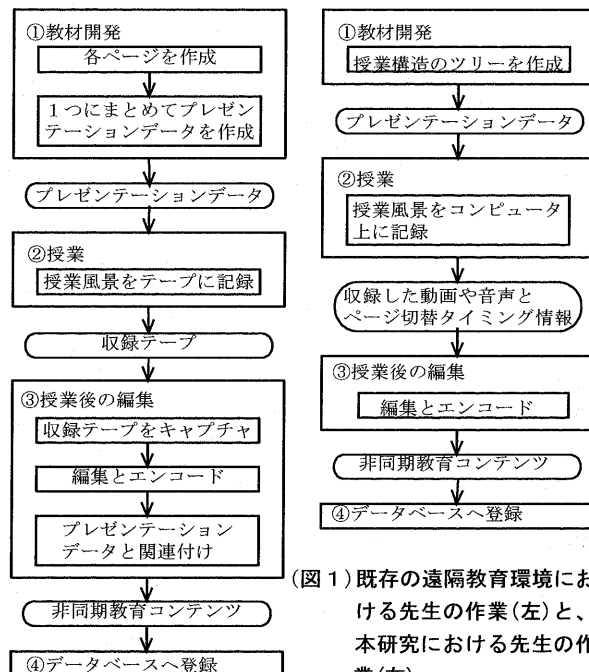 ①教材開発
各ページを作成
1つにまとめてプレゼン
テーションデータを作成
プレゼンテーションデータ
②授業
授業風景をテープに記録
収録テープ
③授業後の編集
収録テープをキャプチャ
編集とエンコード
プレゼンテーション
データと関連付け
非同期教育コンテンツ
④データベースへ登録
①教材開発
授業構造のツリーを作成
プレゼンテーションデータ
②授業
授業風景をコンピュータ
上に記録
収録した動画や音声と
ページ切替タイミング情報
③授業後の編集
編集とエンコード
非同期教育コンテンツ
④データベースへ登録
(図1)既存の遠隔教育環境にお
ける先生の作業(左)と、
本研究における先生の作
業(右)